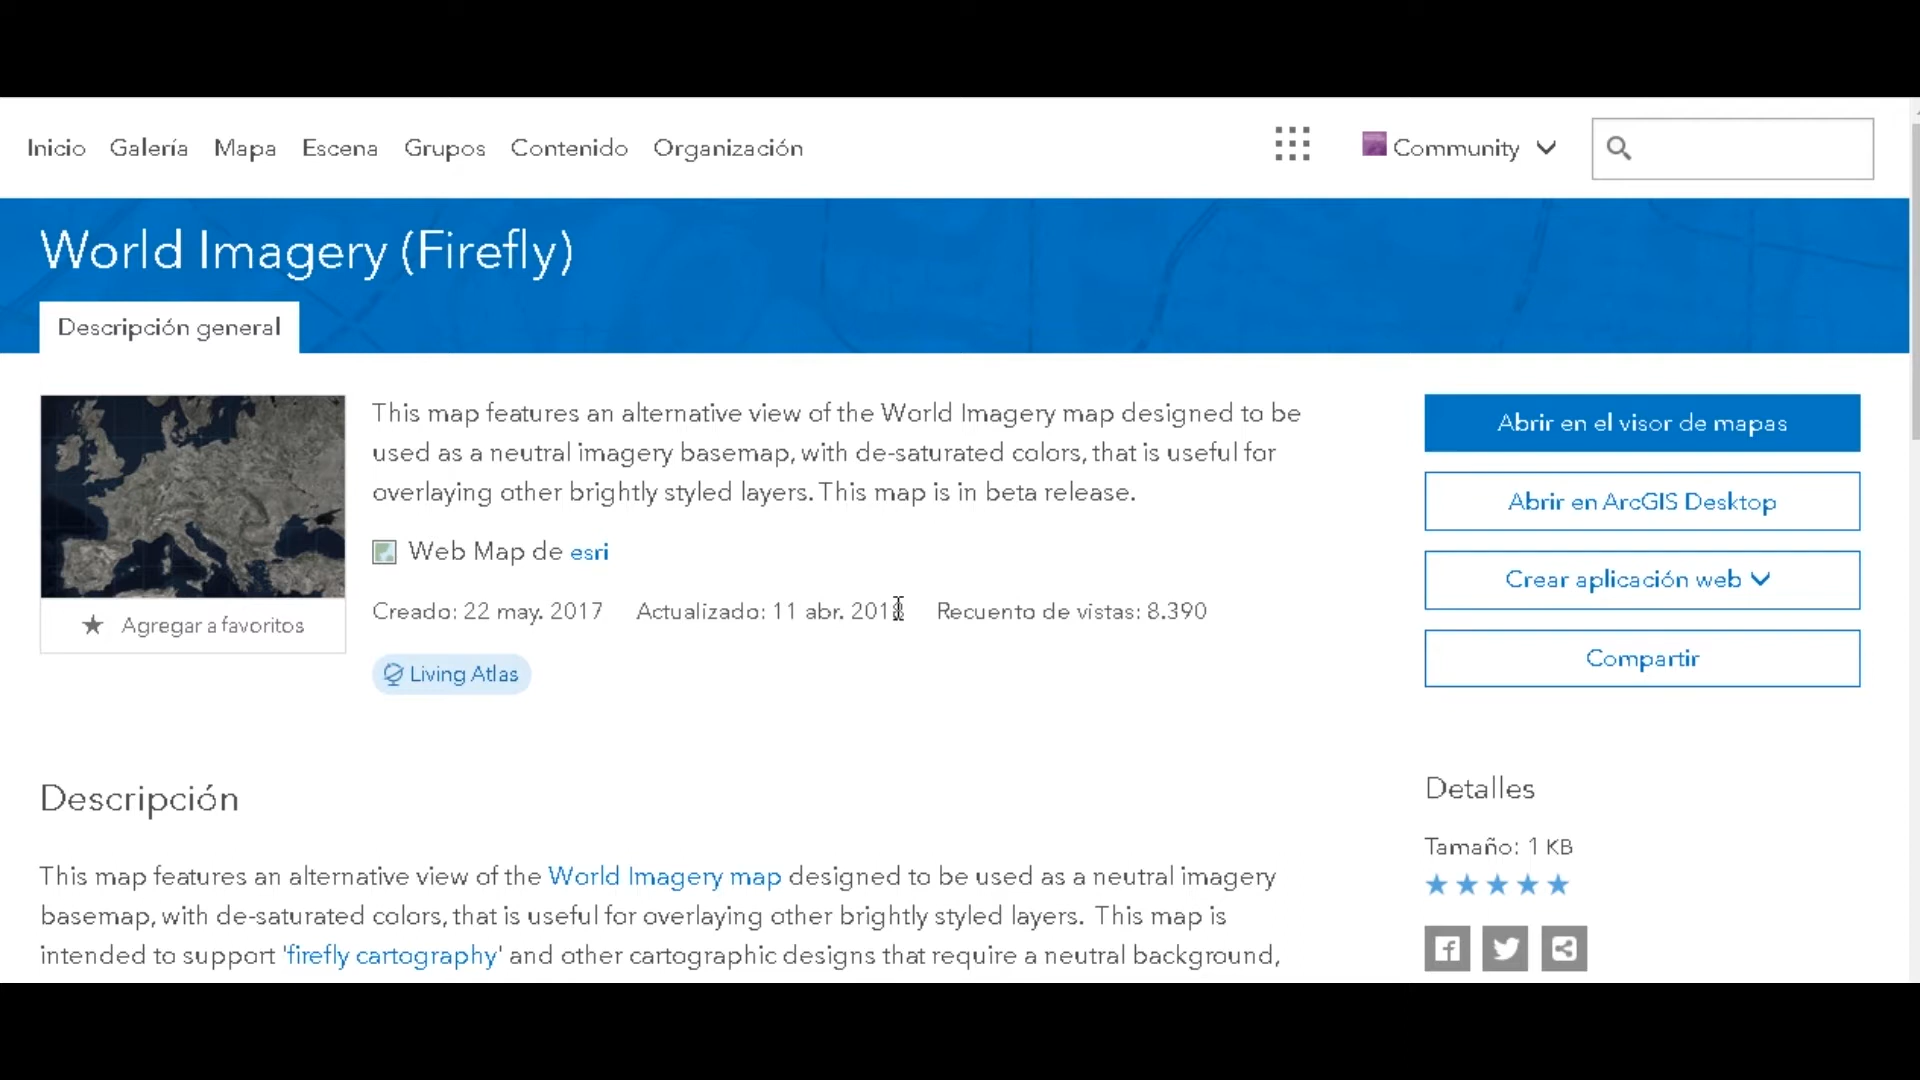 Inicio Galería Mapa Escena Grupos Contenido Organización Community
World Imagery (Firefly)
Descripción general
This map features an alternative view of the World Imagery map designed to be
used as a neutral imagery basemap, with de-saturated colors, that is useful for
overlaying other brightly styled layers. This map is in beta release.
Web Map de esri
Creado: 22 may. 2017 Actualizado: 11 abr. 2018 Recuento de vistas: 8.390
Living Atlas
Agregar a favoritos
Abrir en el visor de mapas
Abrir en ArcGIS Desktop
Crear aplicación web
Compartir
Descripción
This map features an alternative view of the World Imagery map designed to be used as a neutral imagery
basemap, with de-saturated colors, that is useful for overlaying other brightly styled layers. This map is
intended to support 'firefly cartography' and other cartographic designs that require a neutral background,
Detalles
Tamaño: 1 KB